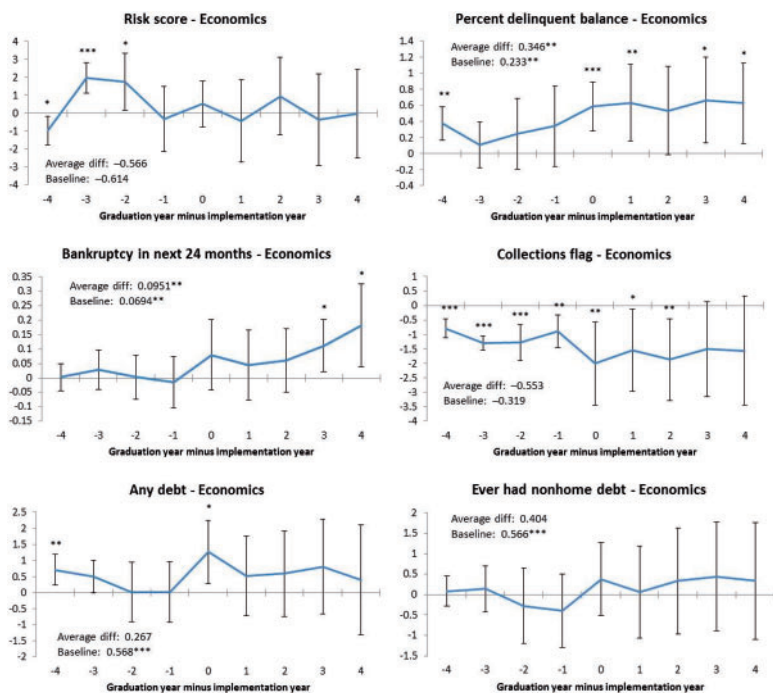 Risk score - Economics
4
3
2
1
0
-1
-2
-3
-4
*
***
*
Average diff: –0.566
Baseline: –0.614
-4 -3 -2 -1 0 1 2 3 4
Graduation year minus implementation year
Percent delinquent balance - Economics
1.4
1.2
1
0.8
0.6
0.4
0.2
0
-0.2
-0.4
Average diff: 0.346**
Baseline: 0.233**
**
***
**
*
*
-4 -3 -2 -1 0 1 2 3 4
Graduation year minus implementation year
Bankruptcy in next 24 months - Economics
0.35
0.3
0.25
0.2
0.15
0.1
0.05
0
-0.05
-0.1
-0.15
Average diff: 0.0951**
Baseline: 0.0694**
*
*
-4 -3 -2 -1 0 1 2 3 4
Graduation year minus implementation year
Collections flag - Economics
1
0.5
0
-0.5
-1
-1.5
-2
-2.5
-3
-3.5
-4
***
***
***
**
**
*
**
Average diff: –0.553
Baseline: –0.319
-4 -3 -2 -1 0 1 2 3 4
Graduation year minus implementation year
Any debt - Economics
2.5
2
1.5
1
0.5
0
-0.5
-1
-1.5
-2
**
*
Average diff: 0.267
Baseline: 0.568***
-4 -3 -2 -1 0 1 2 3 4
Graduation year minus implementation year
Ever had nonhome debt - Economics
2
1.5
1
0.5
0
-0.5
-1
-1.5
Average diff: 0.404
Baseline: 0.566***
-4 -3 -2 -1 0 1 2 3 4
Graduation year minus implementation year